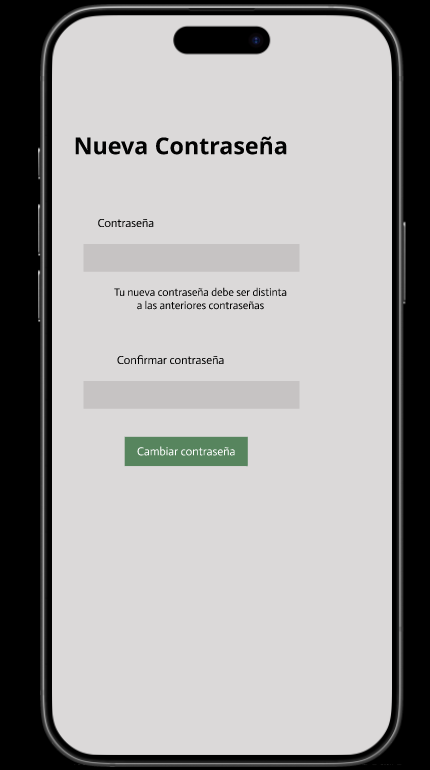 Nueva Contraseña
Contraseña
Tu nueva contraseña debe ser distinta
a las anteriores contraseñas
Confirmar contraseña
Cambiar contraseña